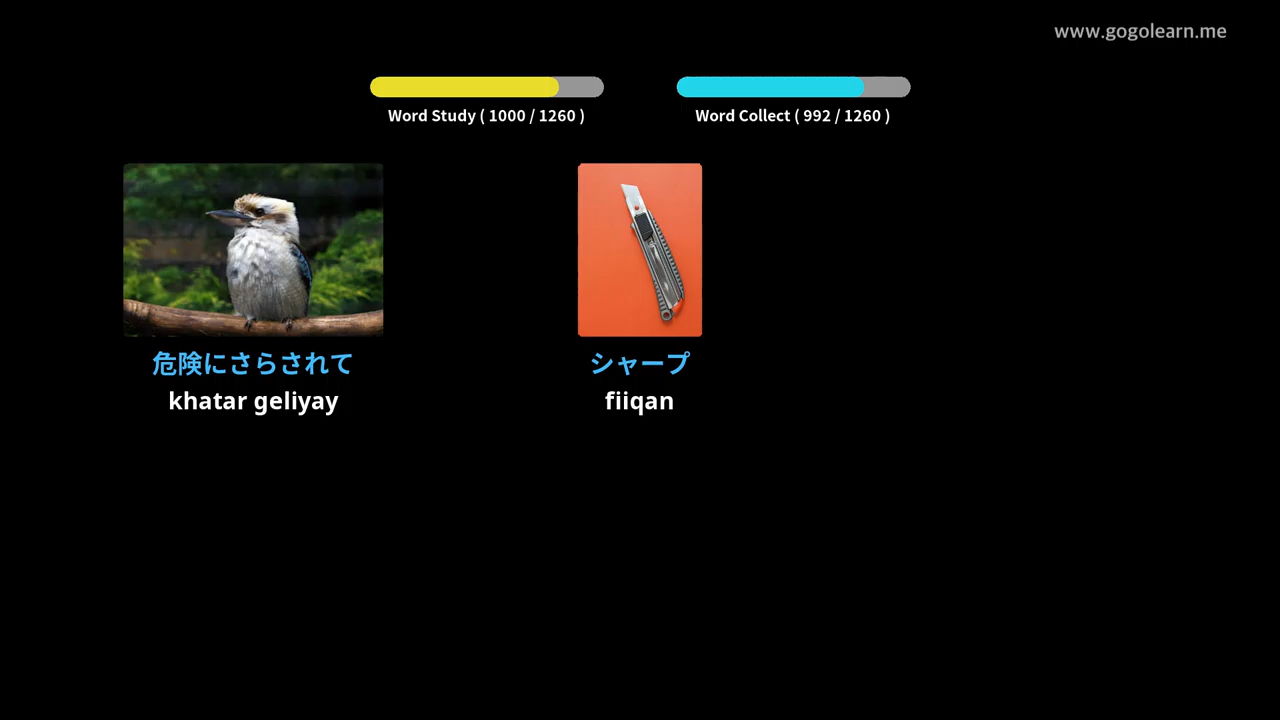 www.gogolearn.me
Word Study ( 1000 / 1260 )
Word Collect ( 992 / 1260 )
危険にさらされて
khatar geliyay
シャープ
fiiqan